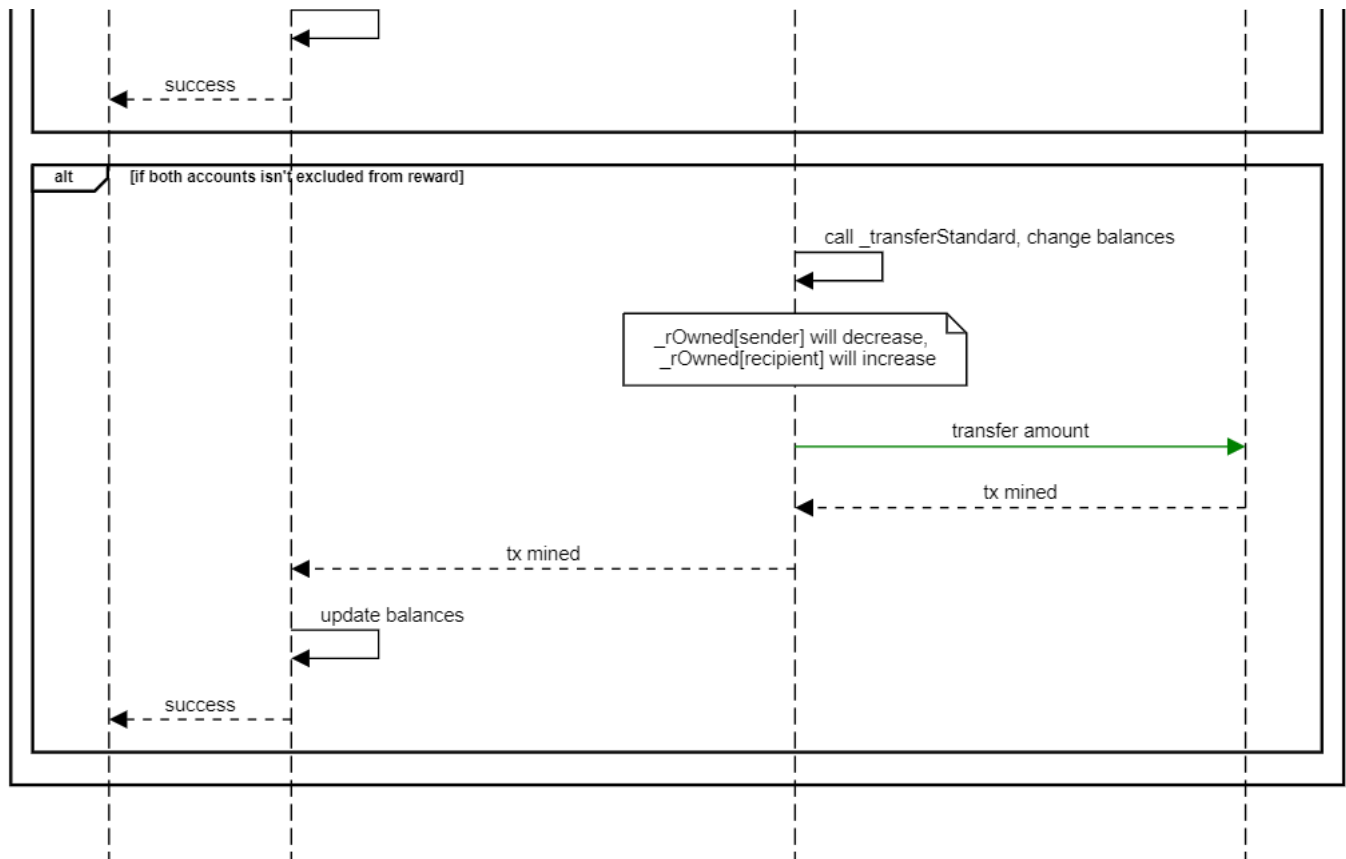 success
alt
[if both accounts isn't excluded from reward]
call _transferStandard, change balances
_rOwned[sender] will decrease,
_rOwned[recipient] will increase
transfer amount
tx mined
tx mined
update balances
success